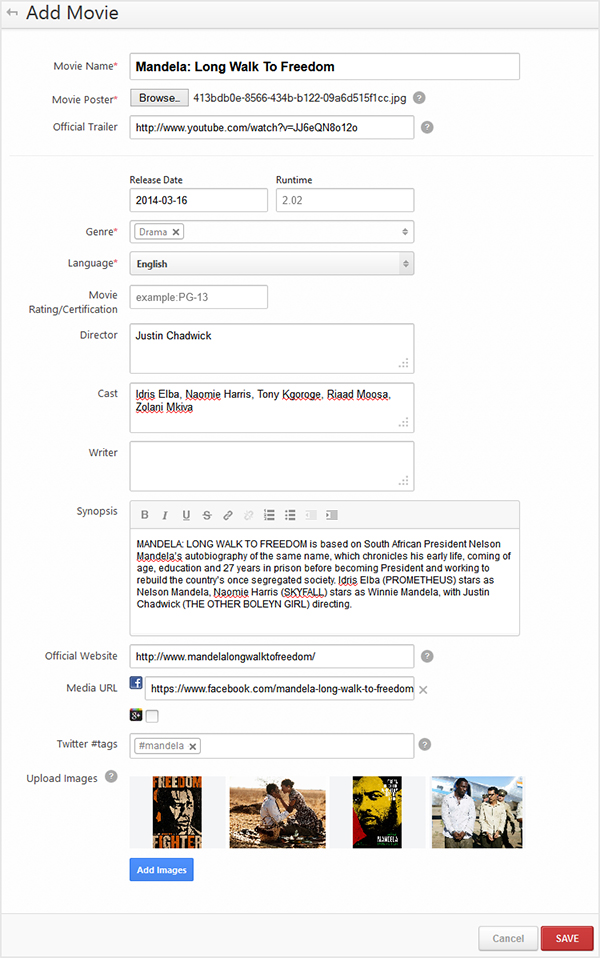 Add Movie
Movie Name*
Mandela: Long Walk To Freedom
Movie Poster*
Browse..
413bdb0e-8566-434b-b122-09a6d515f1cc.jpg
?
Official Trailer
http://www.youtube.com/watch?v=JJ6eQN8o12o
?
Release Date
Runtime
2014-03-16
2.02
Genre*
Drama ×
Language*
English
Movie
Rating/Certification
example:PG-13
Director
Justin Chadwick
Cast
Idris Elba, Naomie Harris, Tony Kgoroge, Riaad Moosa,
Zolani Mkiva
Writer
Synopsis
B I U S
MANDELA: LONG WALK TO FREEDOM is based on South African President Nelson
Mandela's autobiography of the same name, which chronicles his early life, coming of
age, education and 27 years in prison before becoming President and working to
rebuild the country's once segregated society. Idris Elba (PROMETHEUS) stars as
Nelson Mandela, Naomie Harris (SKYFALL) stars as Winnie Mandela, with Justin
Chadwick (THE OTHER BOLEYN GIRL) directing.
Official Website
http://www.mandelalongwalktofreedom/
?
Media URL
f
https://www.facebook.com/mandela-long-walk-to-freedom
×
g+
Twitter #tags
#mandela ×
?
Upload Images
?
FREEDOM
FIGHTER
MANDELA
Add Images
Cancel
SAVE